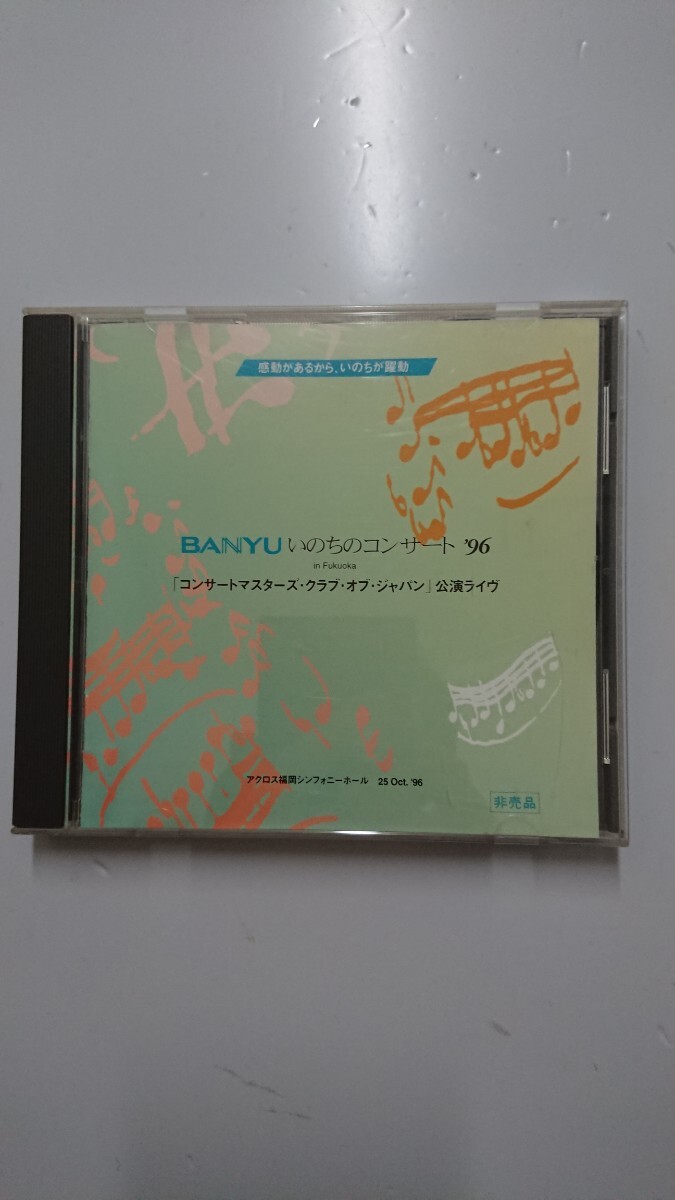 感動があるから、いのちが躍動
BANYU いのちのコンサート '96
in Fukuoka
「コンサートマスターズ・クラブ・オブ・ジャパン」公演ライヴ
アクロス福岡シンフォニーホール 25 Oct. '96
非売品